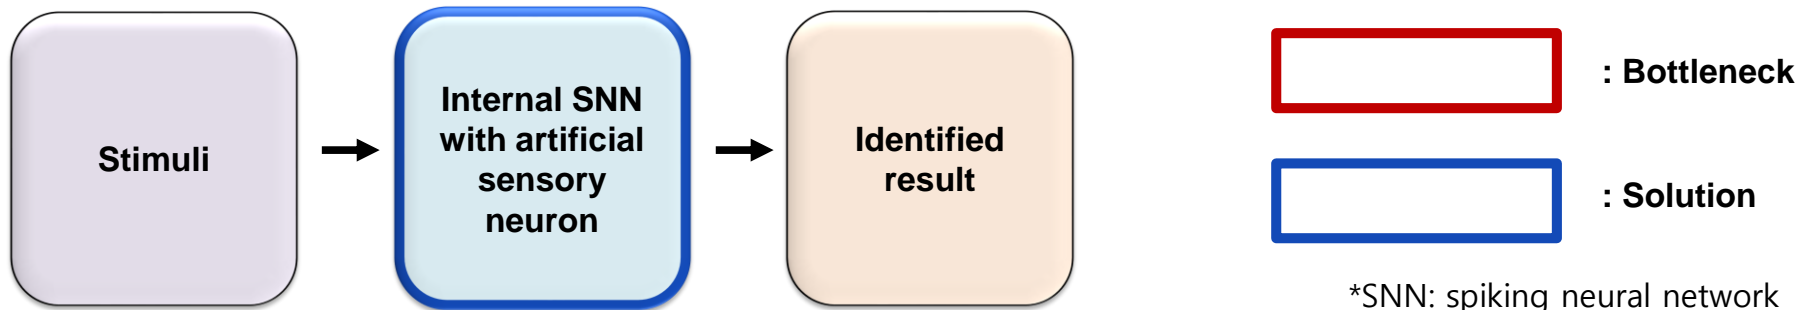 Stimuli
Internal SNN
with artificial
sensory
neuron
Identified
result
: Bottleneck
: Solution
*SNN: spiking neural network